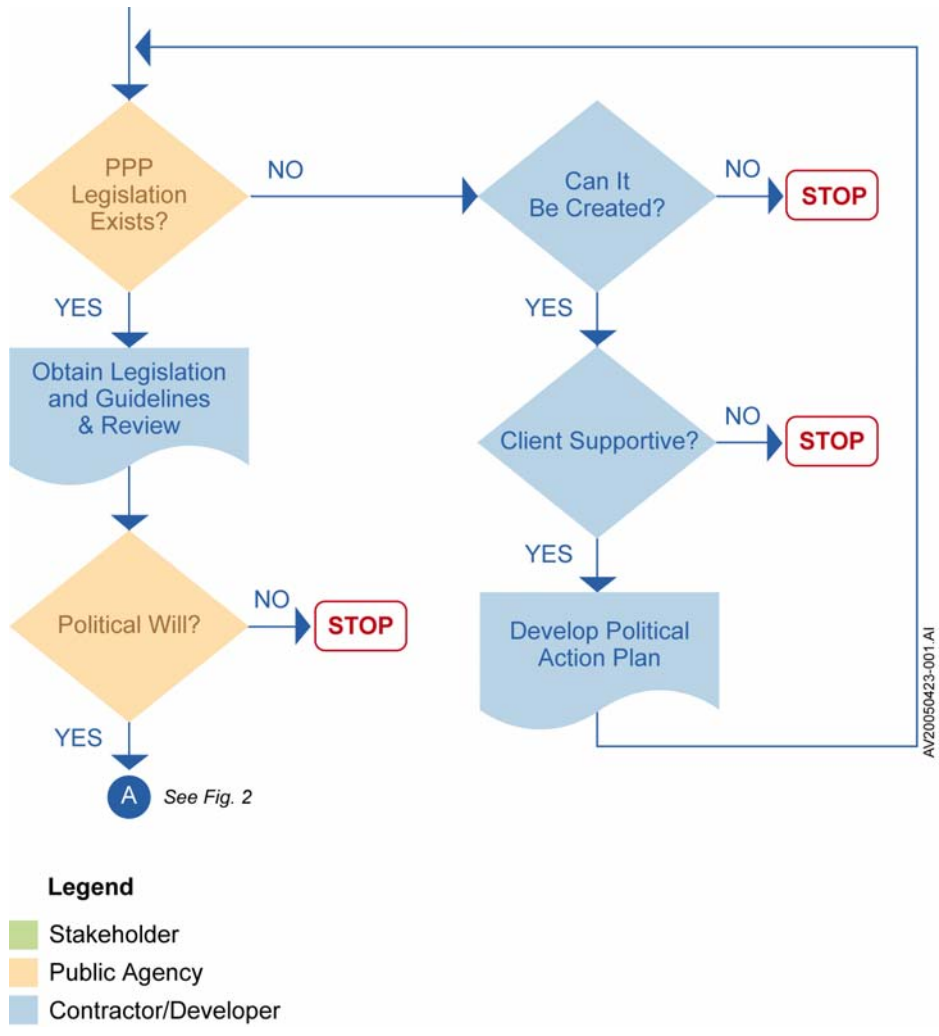 PPP
Legislation
Exists?
NO
Can It
Be Created?
NO
STOP
YES
Obtain Legislation
and Guidelines
& Review
YES
Client Supportive?
NO
STOP
Political Will?
NO
STOP
YES
Develop Political
Action Plan
YES
A See Fig. 2
AV20050423-001.AI
Legend
Stakeholder
Public Agency
Contractor/Developer